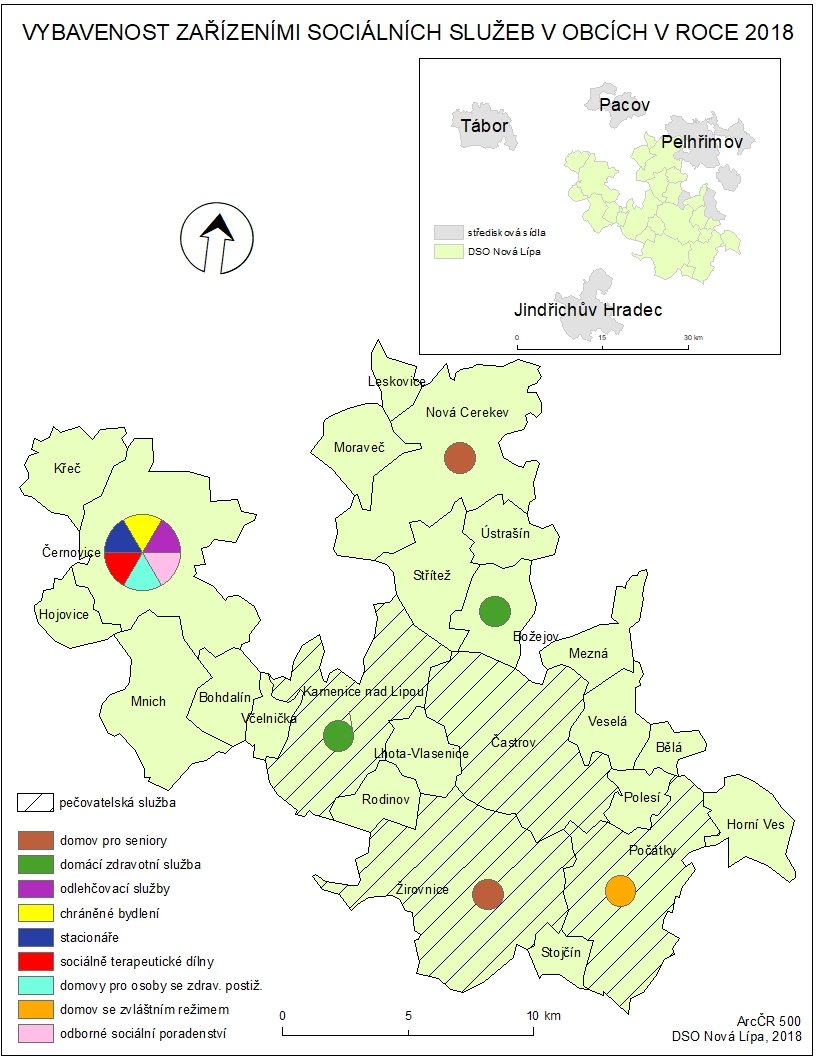 VYBAVENOST ZAŘÍZENÍMI SOCIÁLNÍCH SLUŽEB V OBCÍCH V ROCE 2018
Pacov
Tábor
Pelhřimov
střediskova sídla
DSO Nová Lípa
Jindřichův Hradec
0 15 30 km
Leskovice
Nová Cerekev
Moraveč
Křeč
Ústrašín
Černovice
Střítež
Hojovice
Božejov
Mezná
Kamenice nad Lipou
Bohdalín
Mnich
Včelnička
Veselá
Častrov
Bělá
Lhota-Vlasenice
Rodinov
Polesí
Horní Ves
Počátky
Žirovnice
Stojčín
pečovatelská služba
domov pro seniory
domácí zdravotní služba
odlehčovací služby
chráněné bydlení
stacionáře
sociálně terapeutické dílny
domovy pro osoby se zdrav. postiž.
domov se zvláštním režimem
odborné sociální poradenství
0 5 10 km
ArcČR 500
DSO Nová Lípa, 2018